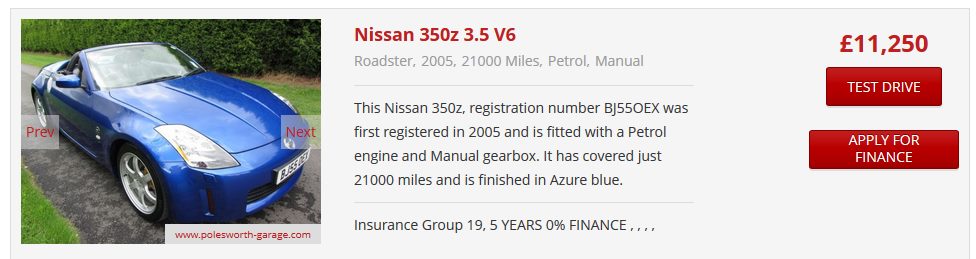 Nissan 350z 3.5 V6
Roadster, 2005, 21000 Miles, Petrol, Manual
This Nissan 350z, registration number BJ55OEX was
first registered in 2005 and is fitted with a Petrol
engine and Manual gearbox. It has covered just
21000 miles and is finished in Azure blue.
Insurance Group 19, 5 YEARS 0% FINANCE , , , ,
£11,250
TEST DRIVE
APPLY FOR
FINANCE
Prev
Next
BJ55 OEX
www.polesworth-garage.com